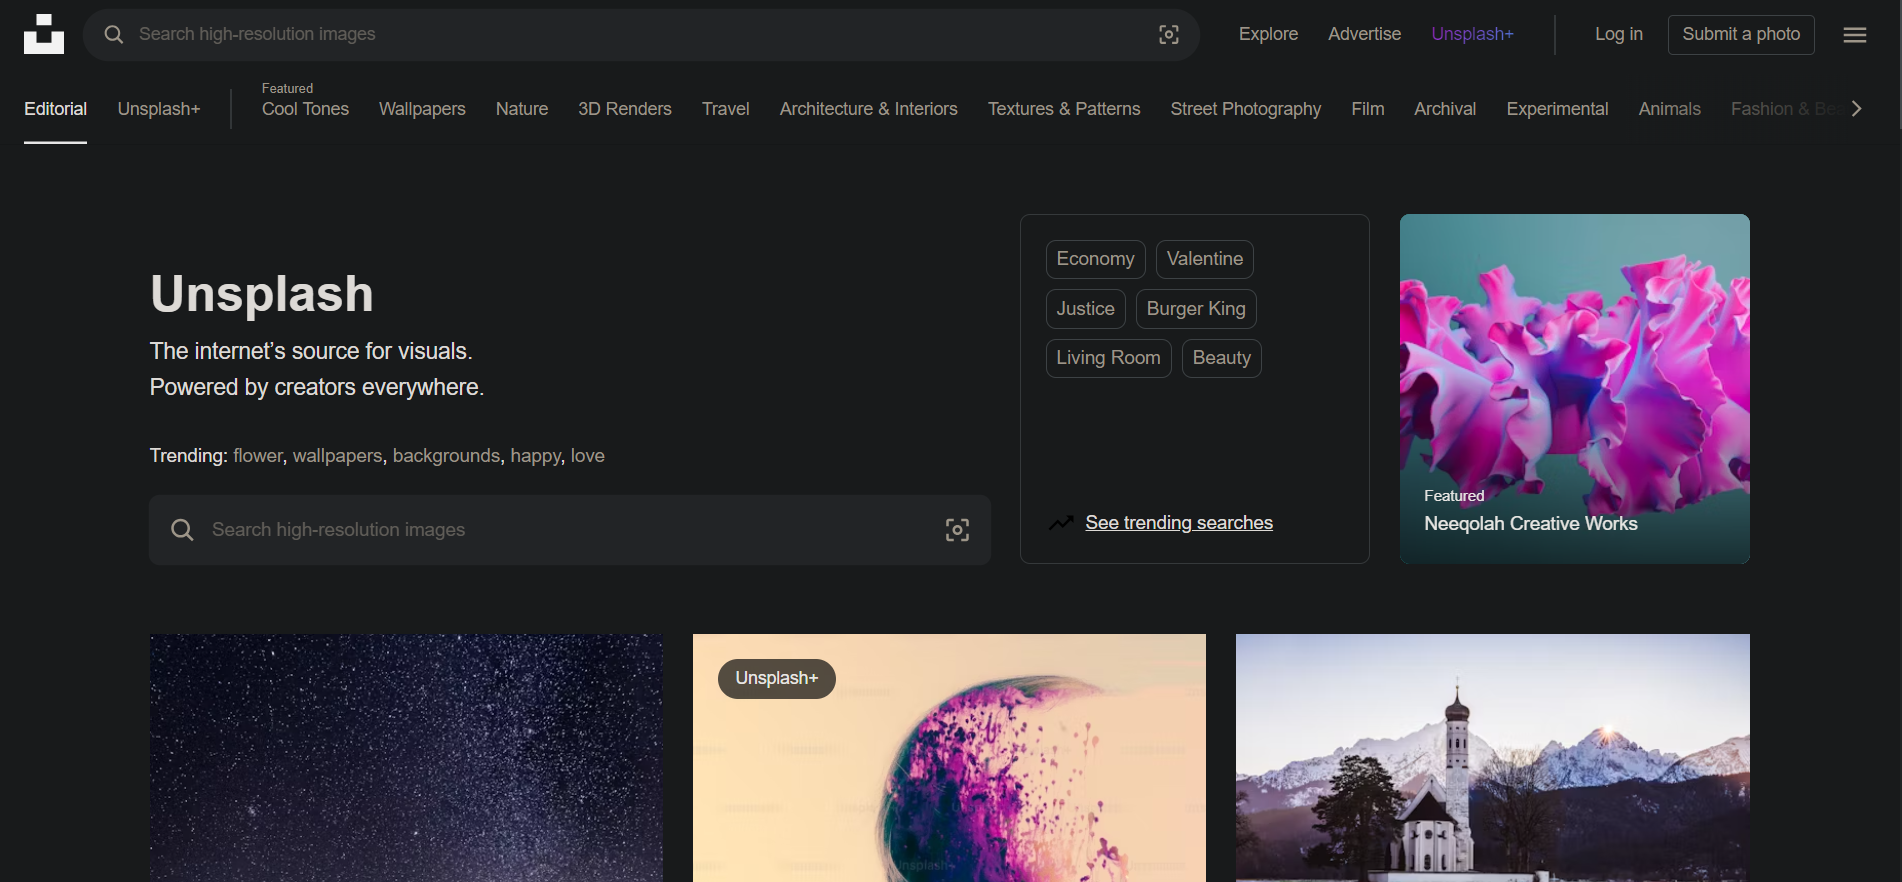 Search high-resolution images
Explore
Advertise
Unsplash+
Log in
Submit a photo
Editorial
Unsplash+
Featured
Cool Tones
Wallpapers
Nature
3D Renders
Travel
Architecture & Interiors
Textures & Patterns
Street Photography
Film
Archival
Experimental
Animals
Fashion &
Unsplash
The internet’s source for visuals.
Powered by creators everywhere.
Trending: flower, wallpapers, backgrounds, happy, love
Search high-resolution images
Economy
Valentine
Justice
Burger King
Living Room
Beauty
See trending searches
Featured
Neeqolah Creative Works
Unsplash+